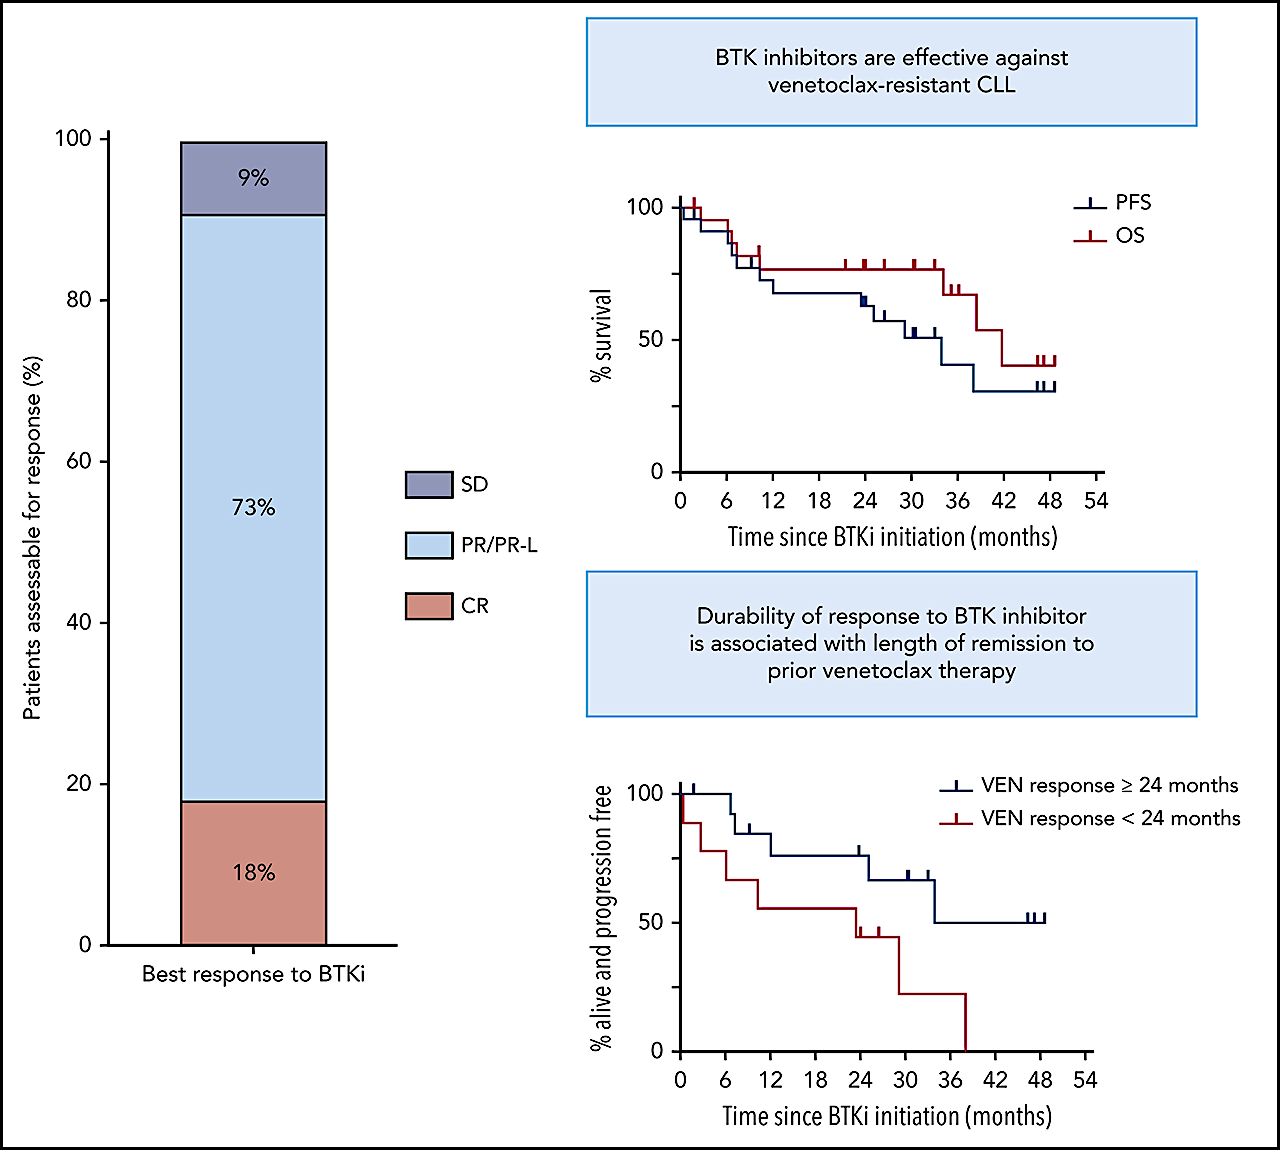 100
80
60
40
20
0
Patients assessable for response (%)
9%
73%
18%
Best response to BTKi
SD
PR/PR-L
CR
BTK inhibitors are effective against
venetoclax-resistant CLL
100
50
0
% survival
PFS
OS
0 6 12 18 24 30 36 42 48 54
Time since BTKi initiation (months)
Durability of response to BTK inhibitor
is associated with length of remission to
prior venetoclax therapy
100
50
0
% alive and progression free
VEN response ≥ 24 months
VEN response < 24 months
0 6 12 18 24 30 36 42 48 54
Time since BTKi initiation (months)